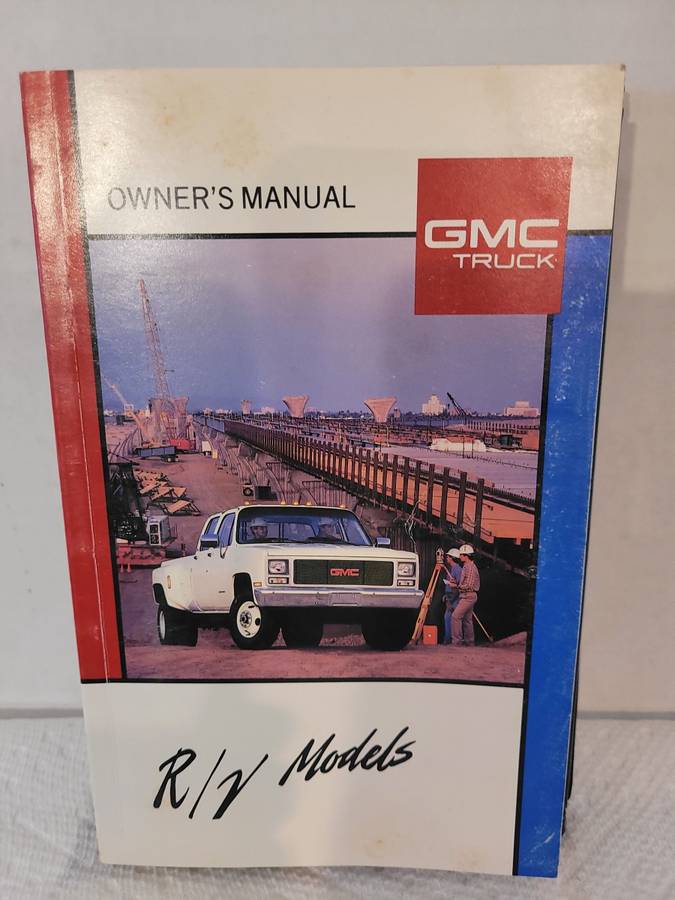 OWNER'S MANUAL
GMC
TRUCK
GMC
R/V Models